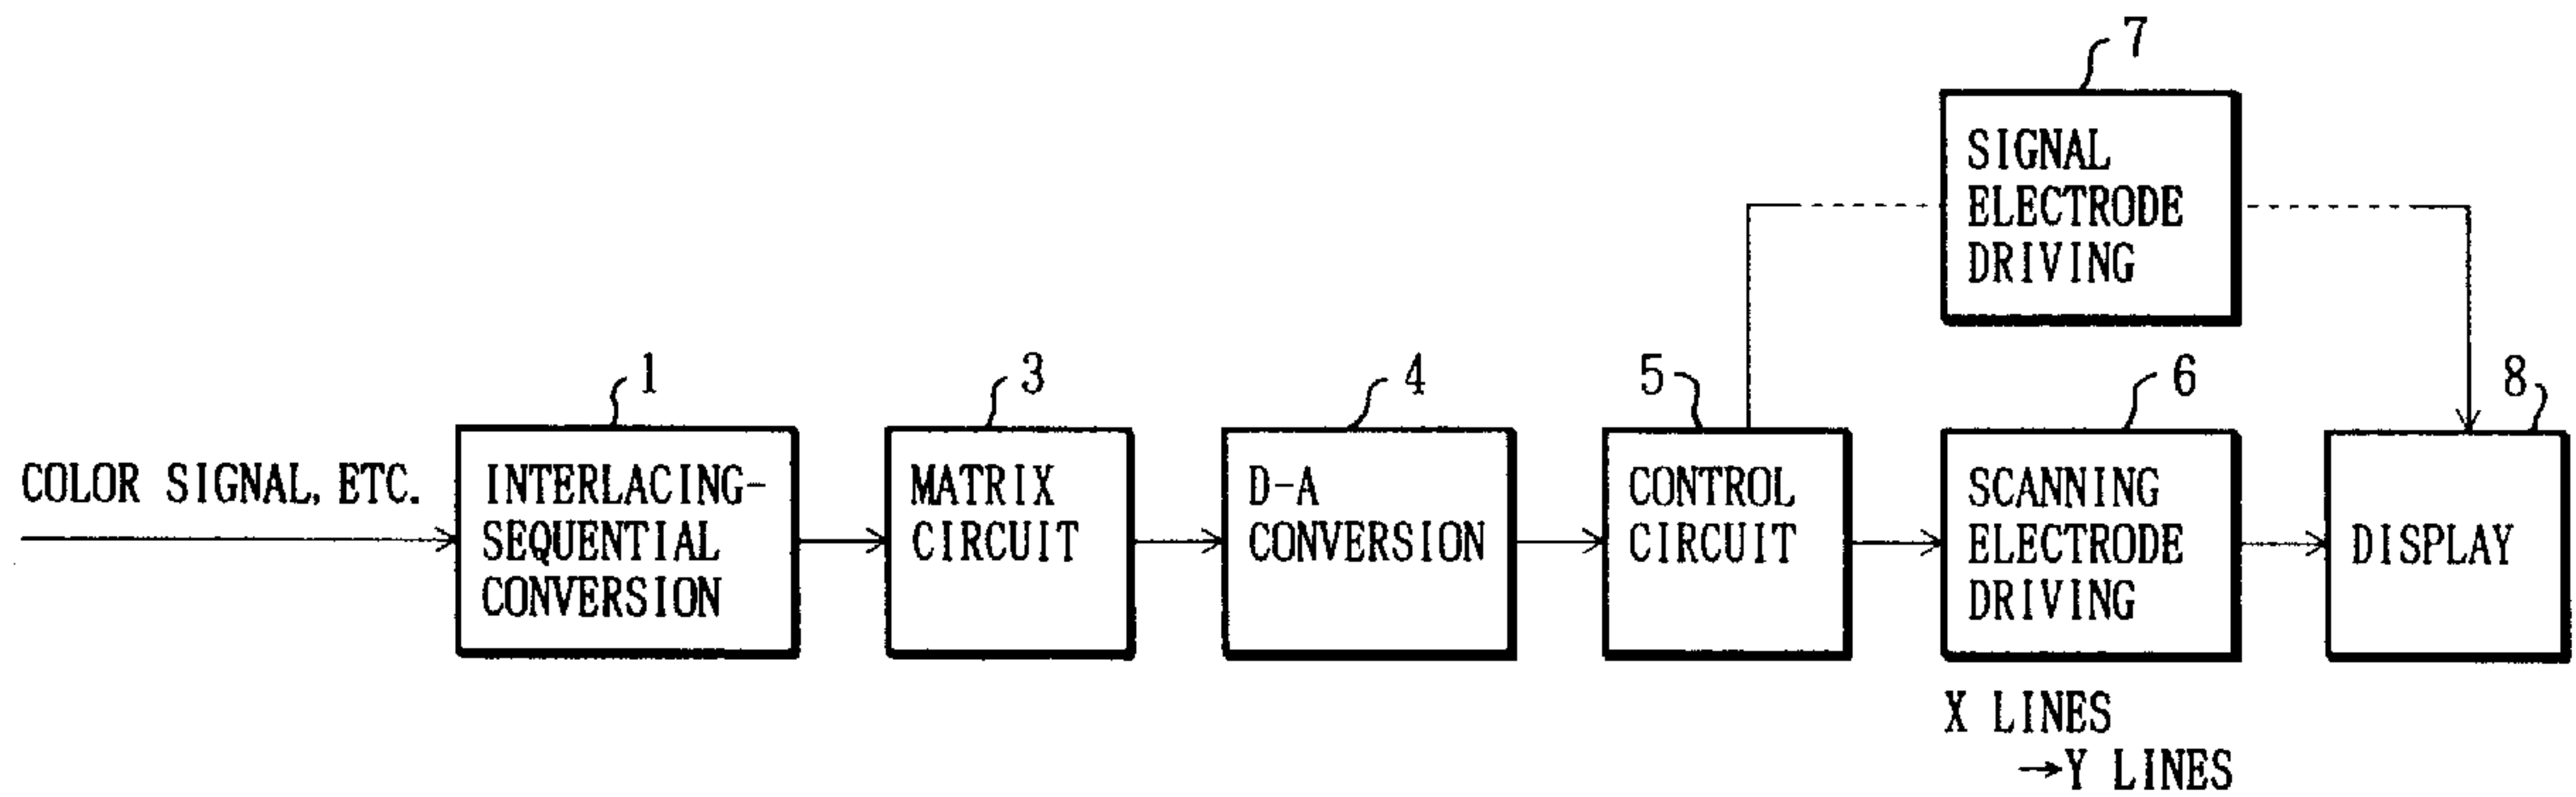 7
SIGNAL
ELECTRODE
DRIVING
1
3
4
5
6
8
COLOR SIGNAL, ETC.
INTERLACING-
SEQUENTIAL
CONVERSION
MATRIX
CIRCUIT
D-A
CONVERSION
CONTROL
CIRCUIT
SCANNING
ELECTRODE
DRIVING
DISPLAY
X LINES
→Y LINES